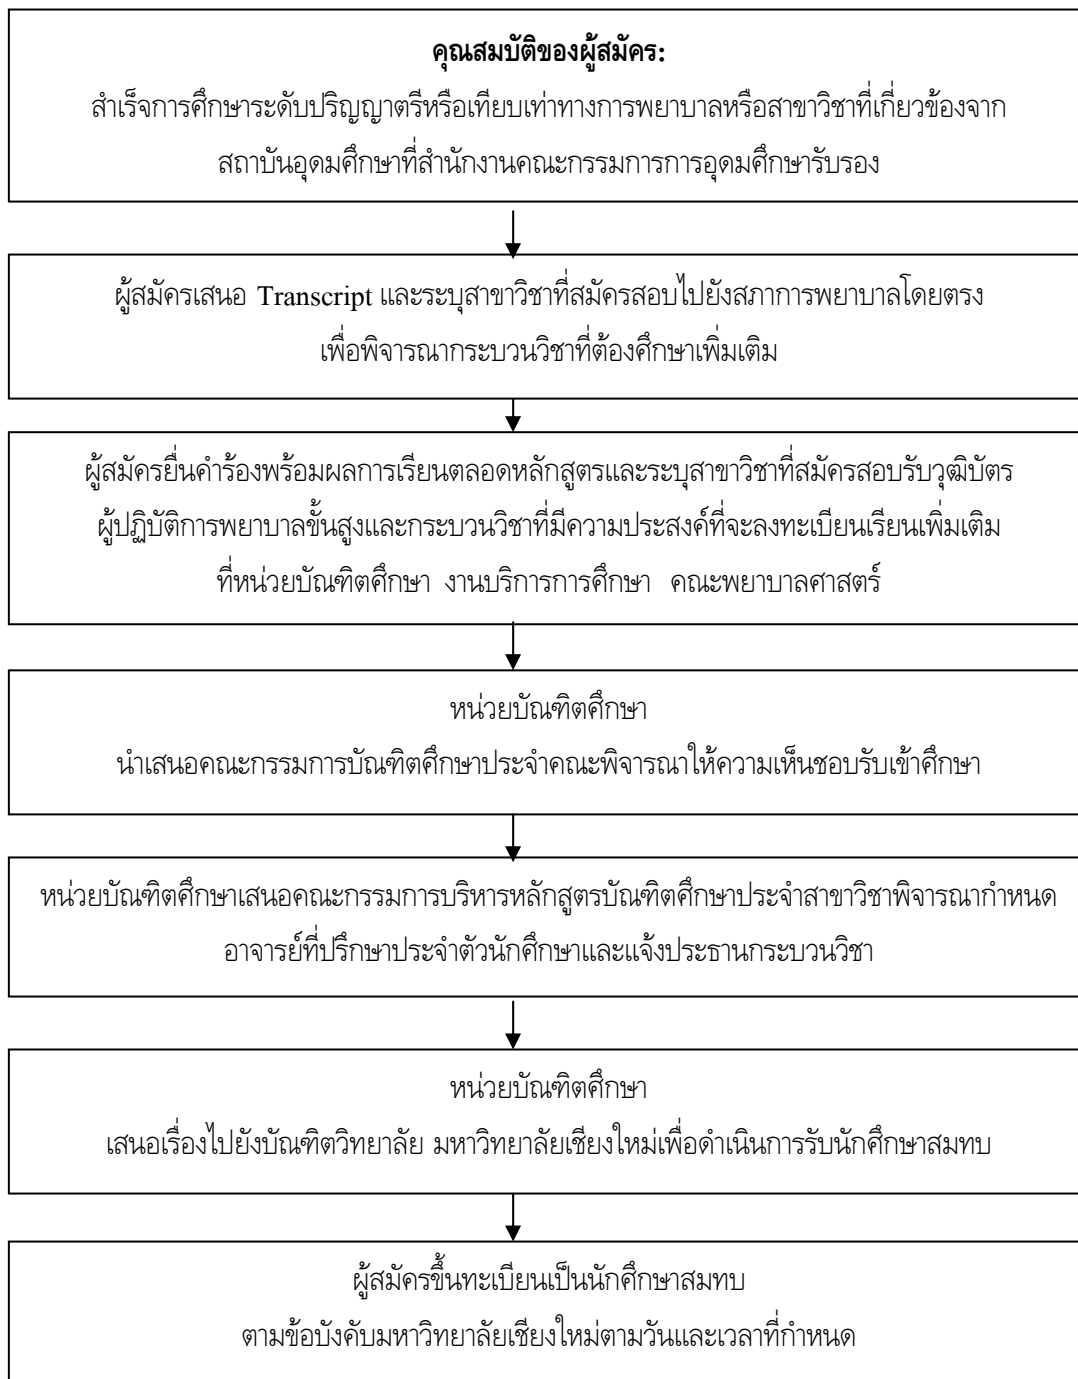 คุณสมบัติของผู้สมัคร:
สำเร็จการศึกษาระดับปริญญาตรีหรือเทียบเท่าทางการพยาบาลหรือสาขาวิชาที่เกี่ยวข้องจาก
สถาบันอุดมศึกษาที่สำนักงานคณะกรรมการการอุดมศึกษารับรอง
ผู้สมัครเสนอ Transcript และระบุสาขาวิชาที่สมัครสอบไปยังสภาการพยาบาลโดยตรง
เพื่อพิจารณากระบวนวิชาที่ต้องศึกษาเพิ่มเติม
ผู้สมัครยื่นคำร้องพร้อมผลการเรียนตลอดหลักสูตรและระบุสาขาวิชาที่สมัครสอบรับวุฒิบัตร
ผู้ปฏิบัติการพยาบาลขั้นสูงและกระบวนวิชาที่มีความประสงค์ที่จะลงทะเบียนเรียนเพิ่มเติม
ที่หน่วยบัณฑิตศึกษา งานบริการการศึกษา คณะพยาบาลศาสตร์
หน่วยบัณฑิตศึกษา
นำเสนอคณะกรรมการบัณฑิตศึกษาประจำคณะพิจารณาให้ความเห็นชอบรับเข้าศึกษา
หน่วยบัณฑิตศึกษาเสนอคณะกรรมการบริหารหลักสูตรบัณฑิตศึกษาประจำสาขาวิชาพิจารณากำหนด
อาจารย์ที่ปรึกษาประจำตัวนักศึกษาและแจ้งประธานกระบวนวิชา
หน่วยบัณฑิตศึกษา
เสนอเรื่องไปยังบัณฑิตวิทยาลัย มหาวิทยาลัยเชียงใหม่เพื่อดำเนินการรับนักศึกษาสมทบ
ผู้สมัครขึ้นทะเบียนเป็นนักศึกษาสมทบ
ตามข้อบังคับมหาวิทยาลัยเชียงใหม่ตามวันและเวลาที่กำหนด